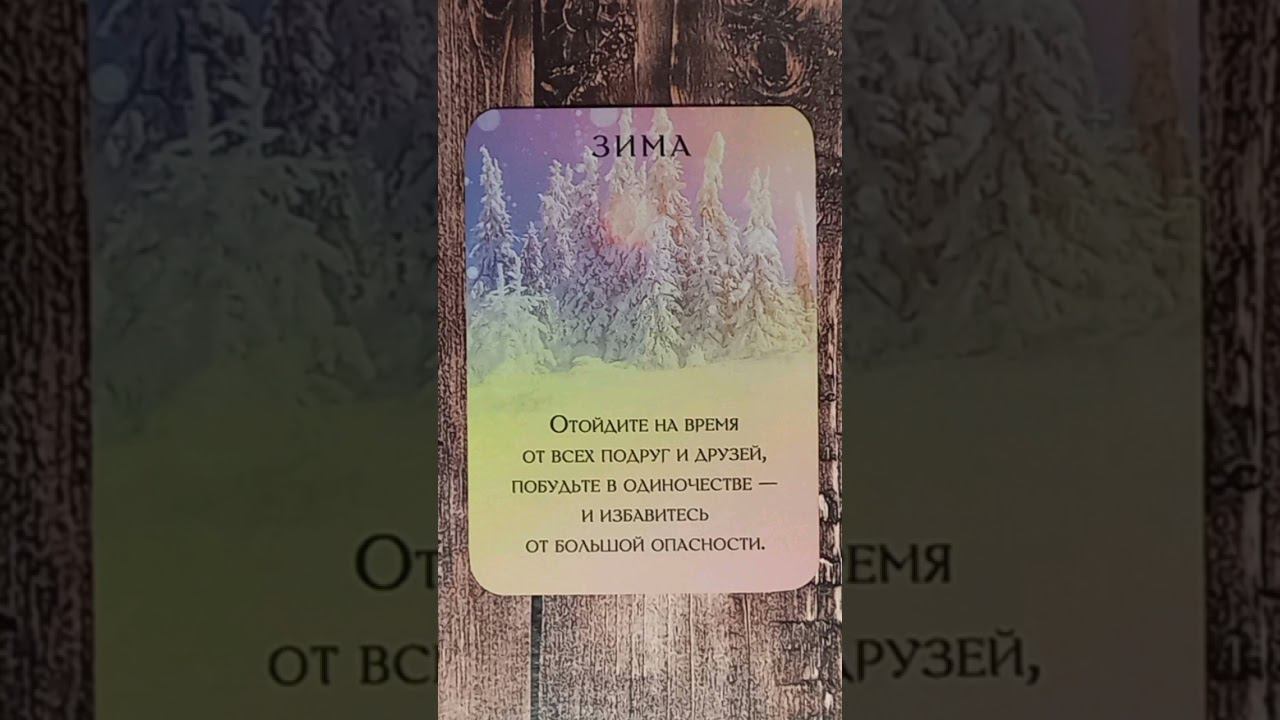 ЗИМА
Отойдите на время
от всех подруг и друзей,
побудьте в одиночестве —
и избавитесь
от большой опасности.